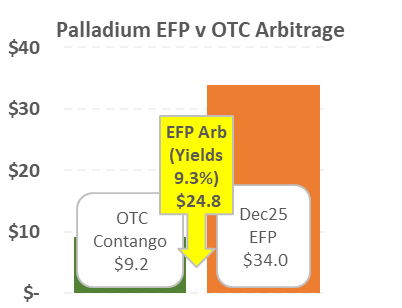 Palladium EFP v OTC Arbitrage
$40
$30
$20
$10
$-
EFP Arb
(Yields
9.3%)
$24.8
OTC
Contango
$9.2
Dec25
EFP
$34.0